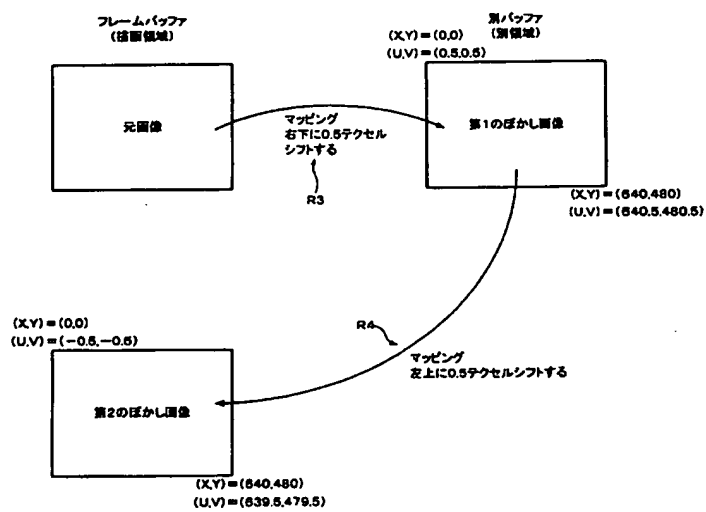 フレームバッファ
(描画領域)
別バッファ
(別領域)
(X,Y)=(0,0)
(U,V)=(0.5,0.5)
元画像
マッピング
右下に0.5テクセル
シフトする
R3
第1のぼかし画像
(X,Y)=(640,480)
(U,V)=(640.5,480.5)
(X,Y)=(0,0)
(U,V)=(-0.5,-0.5)
R4
マッピング
左上に0.5テクセルシフトする
第2のぼかし画像
(X,Y)=(640,480)
(U,V)=(639.5,479.5)